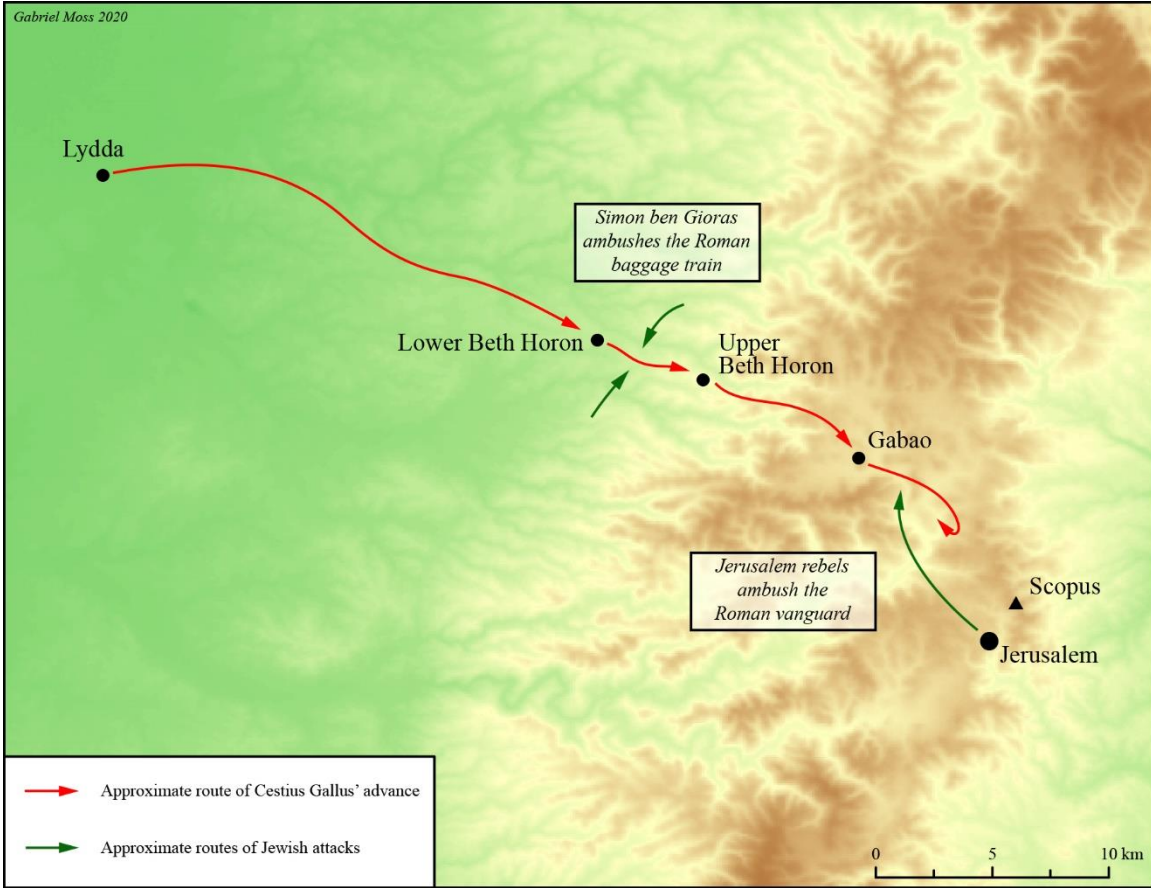 Gabriel Moss 2020
Lydda
Simon ben Gioras
ambushes the Roman
baggage train
Lower Beth Horon
Upper
Beth Horon
Gabao
Jerusalem rebels
ambush the
Roman vanguard
Scopus
Jerusalem
Approximate route of Cestius Gallus’ advance
Approximate routes of Jewish attacks
0 5 10 km